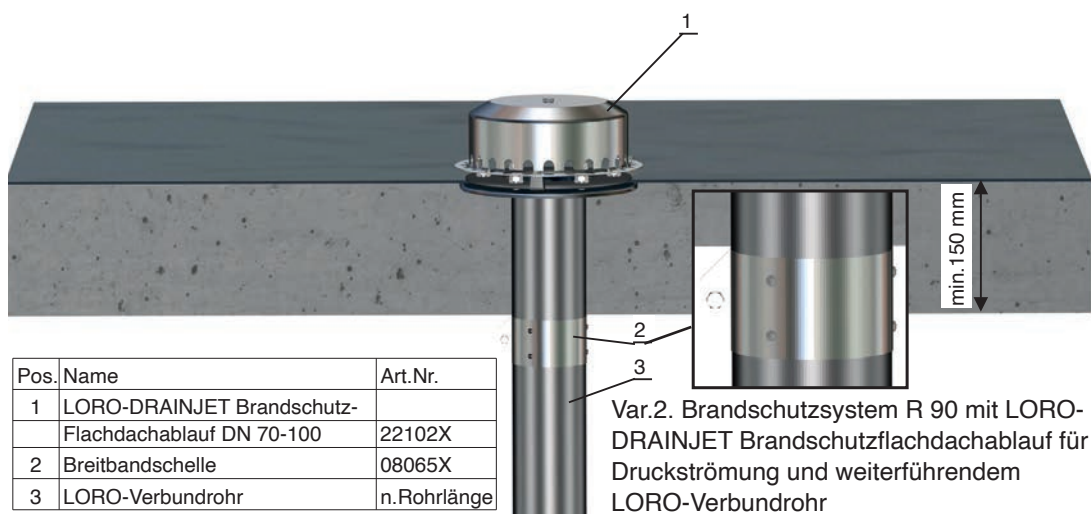 1
min.150 mm
2
3
Pos. Name Art.Nr.
1 LORO-DRAINJET Brandschutz-
Flachdachablauf DN 70-100 22102X
2 Breitbandschelle 08065X
3 LORO-Verbundrohr n.Rohrlänge
Var.2. Brandschutzsystem R 90 mit LORO-
DRAINJET Brandschutzflachdachablauf für
Druckströmung und weiterführendem
LORO-Verbundrohr